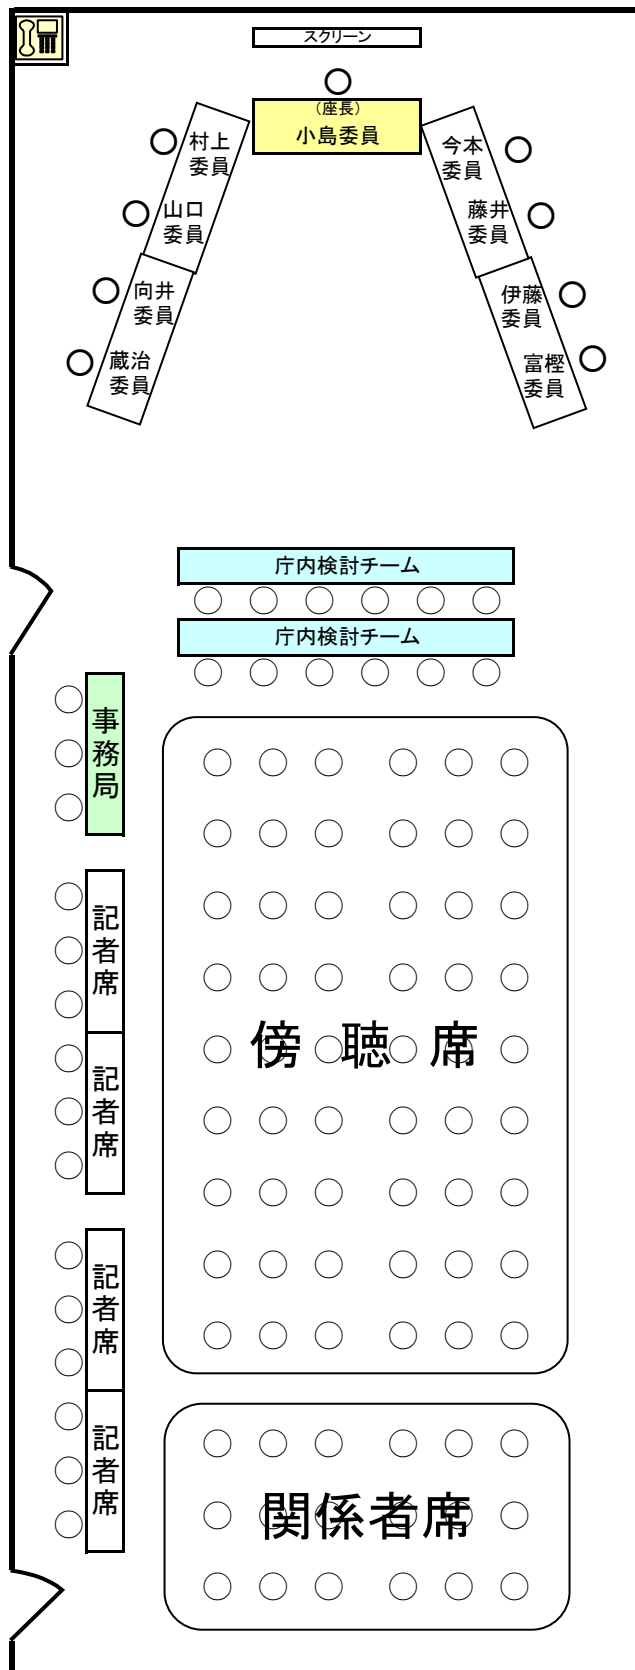 スクリーン
（座長）
小島委員
村上
委員
山口
委員
向井
委員
蔵治
委員
今本
委員
藤井
委員
伊藤
委員
富樫
委員
庁内検討チーム
庁内検討チーム
事務局
記者席
記者席
記者席
記者席
傍聴席
関係者席